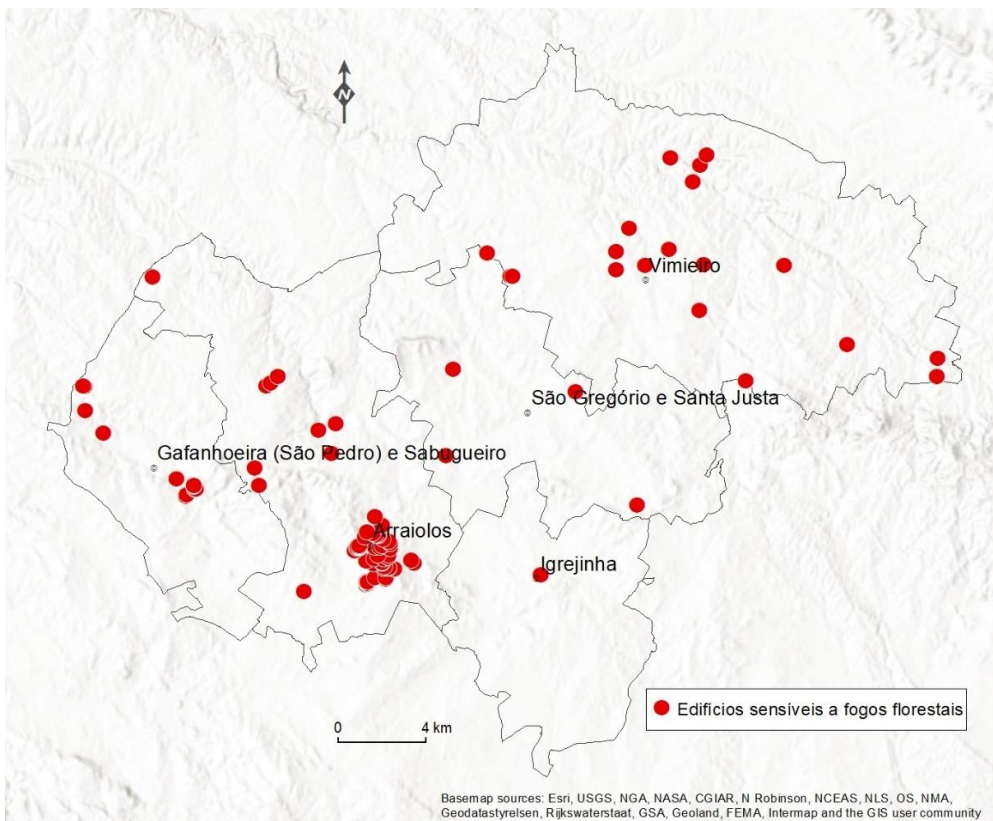 N
Vimieiro
São Gregório e Santa Justa
Gafanhoeira (São Pedro) e Sabugueiro
Arraiolos
Igrejinha
Edifícios sensíveis a fogos florestais
0 4 km
Basemap sources: Esri, USGS, NGA, NASA, CGIAR, N Robinson, NCEAS, NLS, OS, NMA,
Geodatastyrelsen, Rijkswaterstaat, GSA, Geoland, FEMA, Intermap and the GIS user community